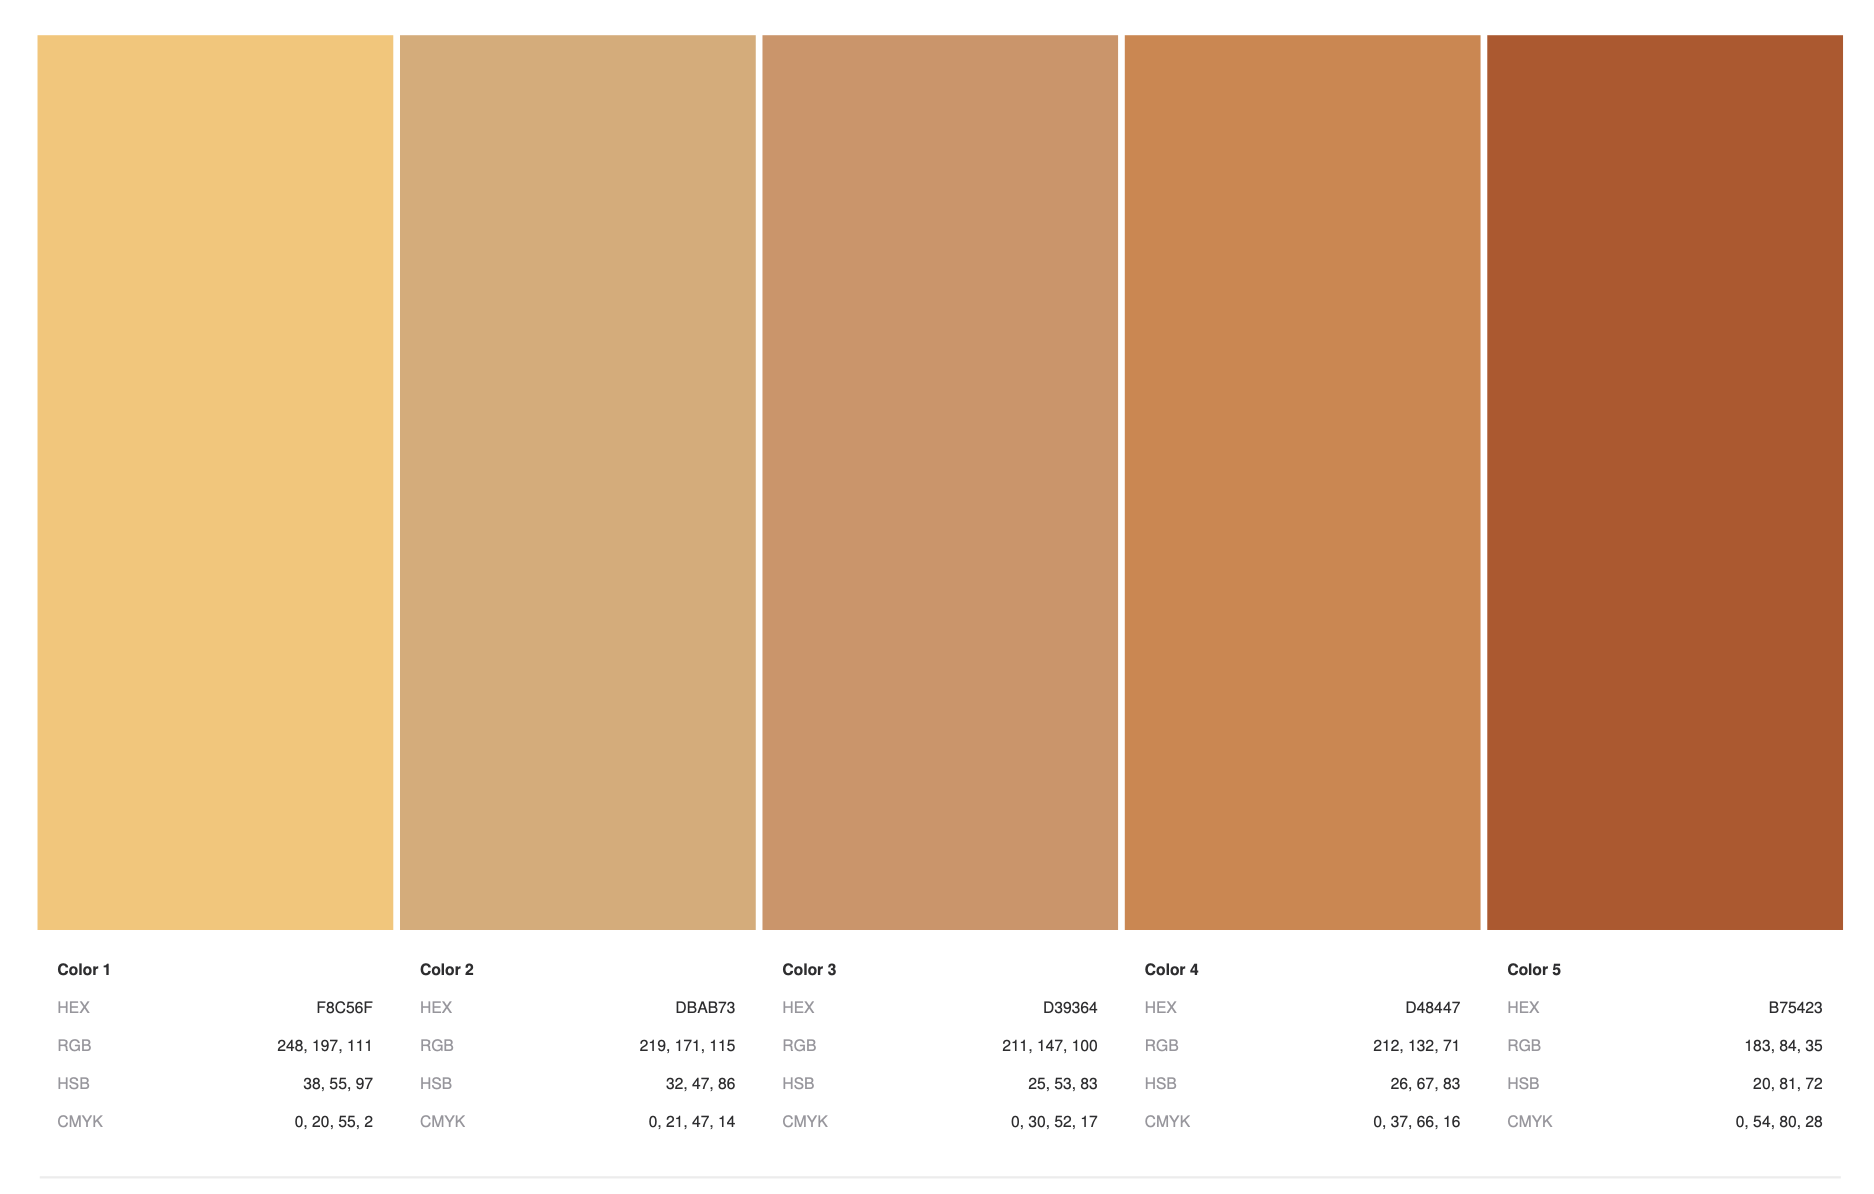 Color 1
HEX F8C56F
RGB 248, 197, 111
HSB 38, 55, 97
CMYK 0, 20, 55, 2
Color 2
HEX DBAB73
RGB 219, 171, 115
HSB 32, 47, 86
CMYK 0, 21, 47, 14
Color 3
HEX D39364
RGB 211, 147, 100
HSB 25, 53, 83
CMYK 0, 30, 52, 17
Color 4
HEX D48447
RGB 212, 132, 71
HSB 26, 67, 83
CMYK 0, 37, 66, 16
Color 5
HEX B75423
RGB 183, 84, 35
HSB 20, 81, 72
CMYK 0, 54, 80, 28